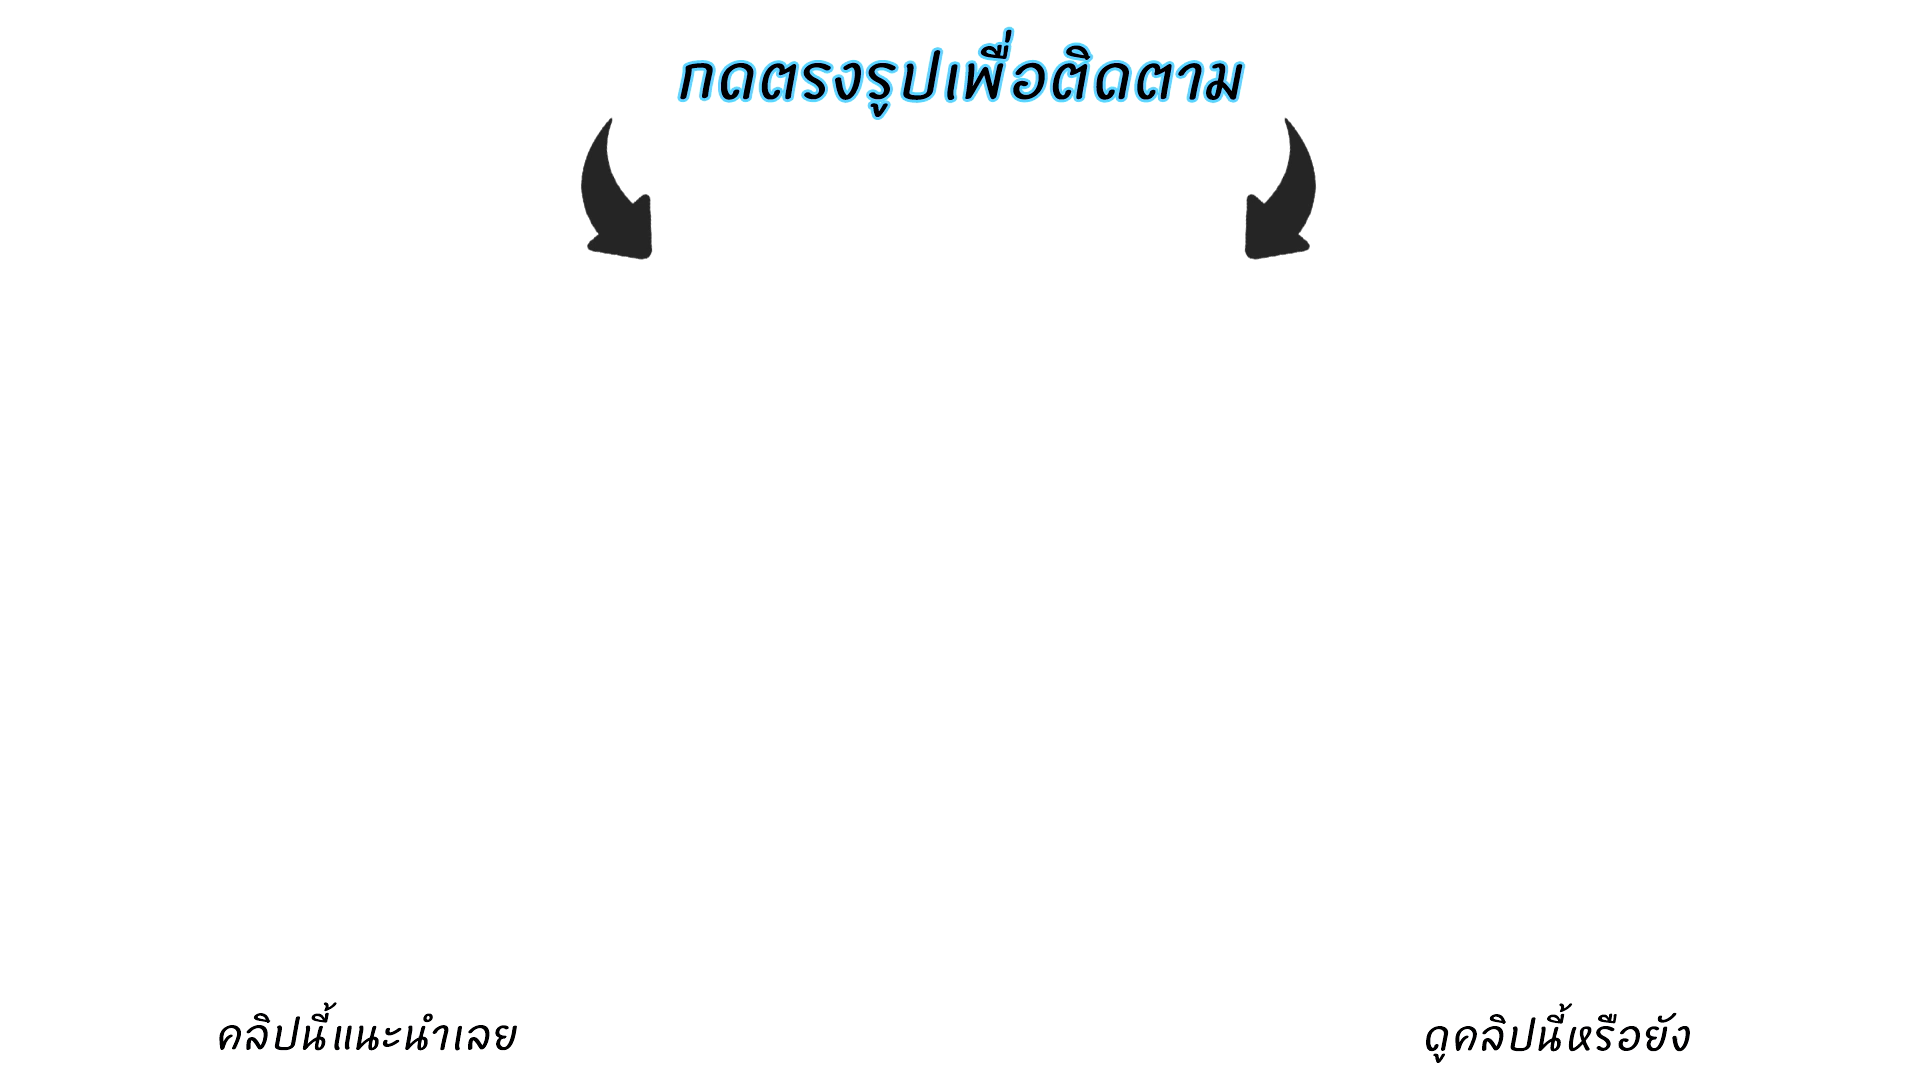 กดตรงรูปเพื่อติดตาม
คลิปนี้แนะนำเลย
ดูคลิปนี้หรือยัง